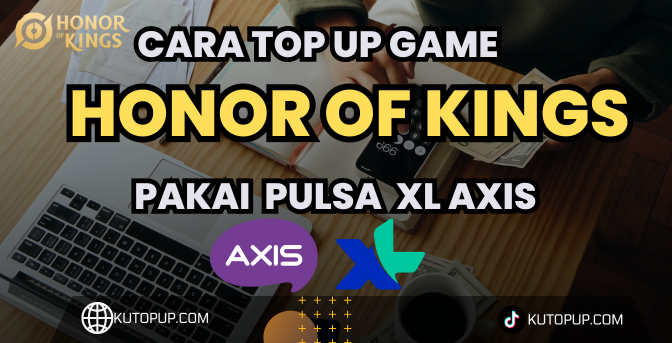 HONOR
OF KINGS
CARA TOP UP GAME
HONOR OF KINGS
PAKAI PULSA XL AXIS
AXIS
XL
KUTOPUP.COM
KUTOPUP.COM